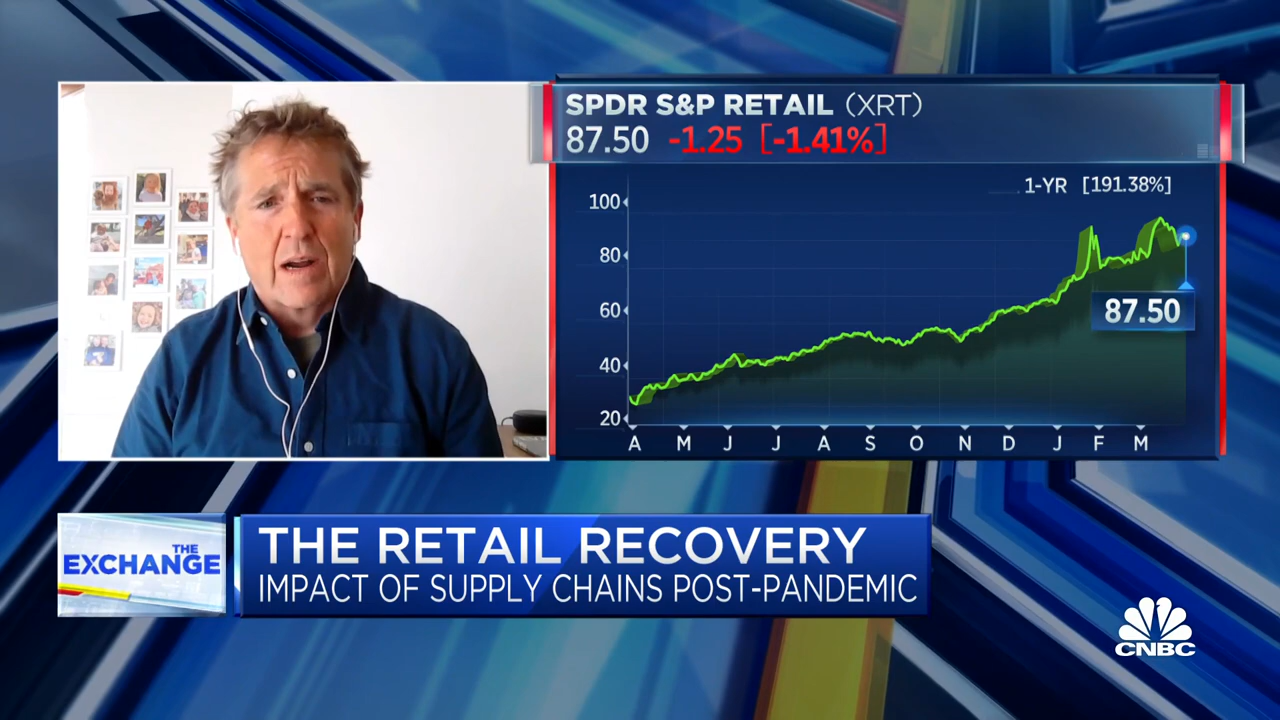 SPDR S&P RETAIL (XRT)
87.50 -1.25 [-1.41%]
1-YR [191.38%]
100
80
60
40
20
87.50
A M J J A S O N D J F M
THE EXCHANGE
THE RETAIL RECOVERY
IMPACT OF SUPPLY CHAINS POST-PANDEMIC
CNBC